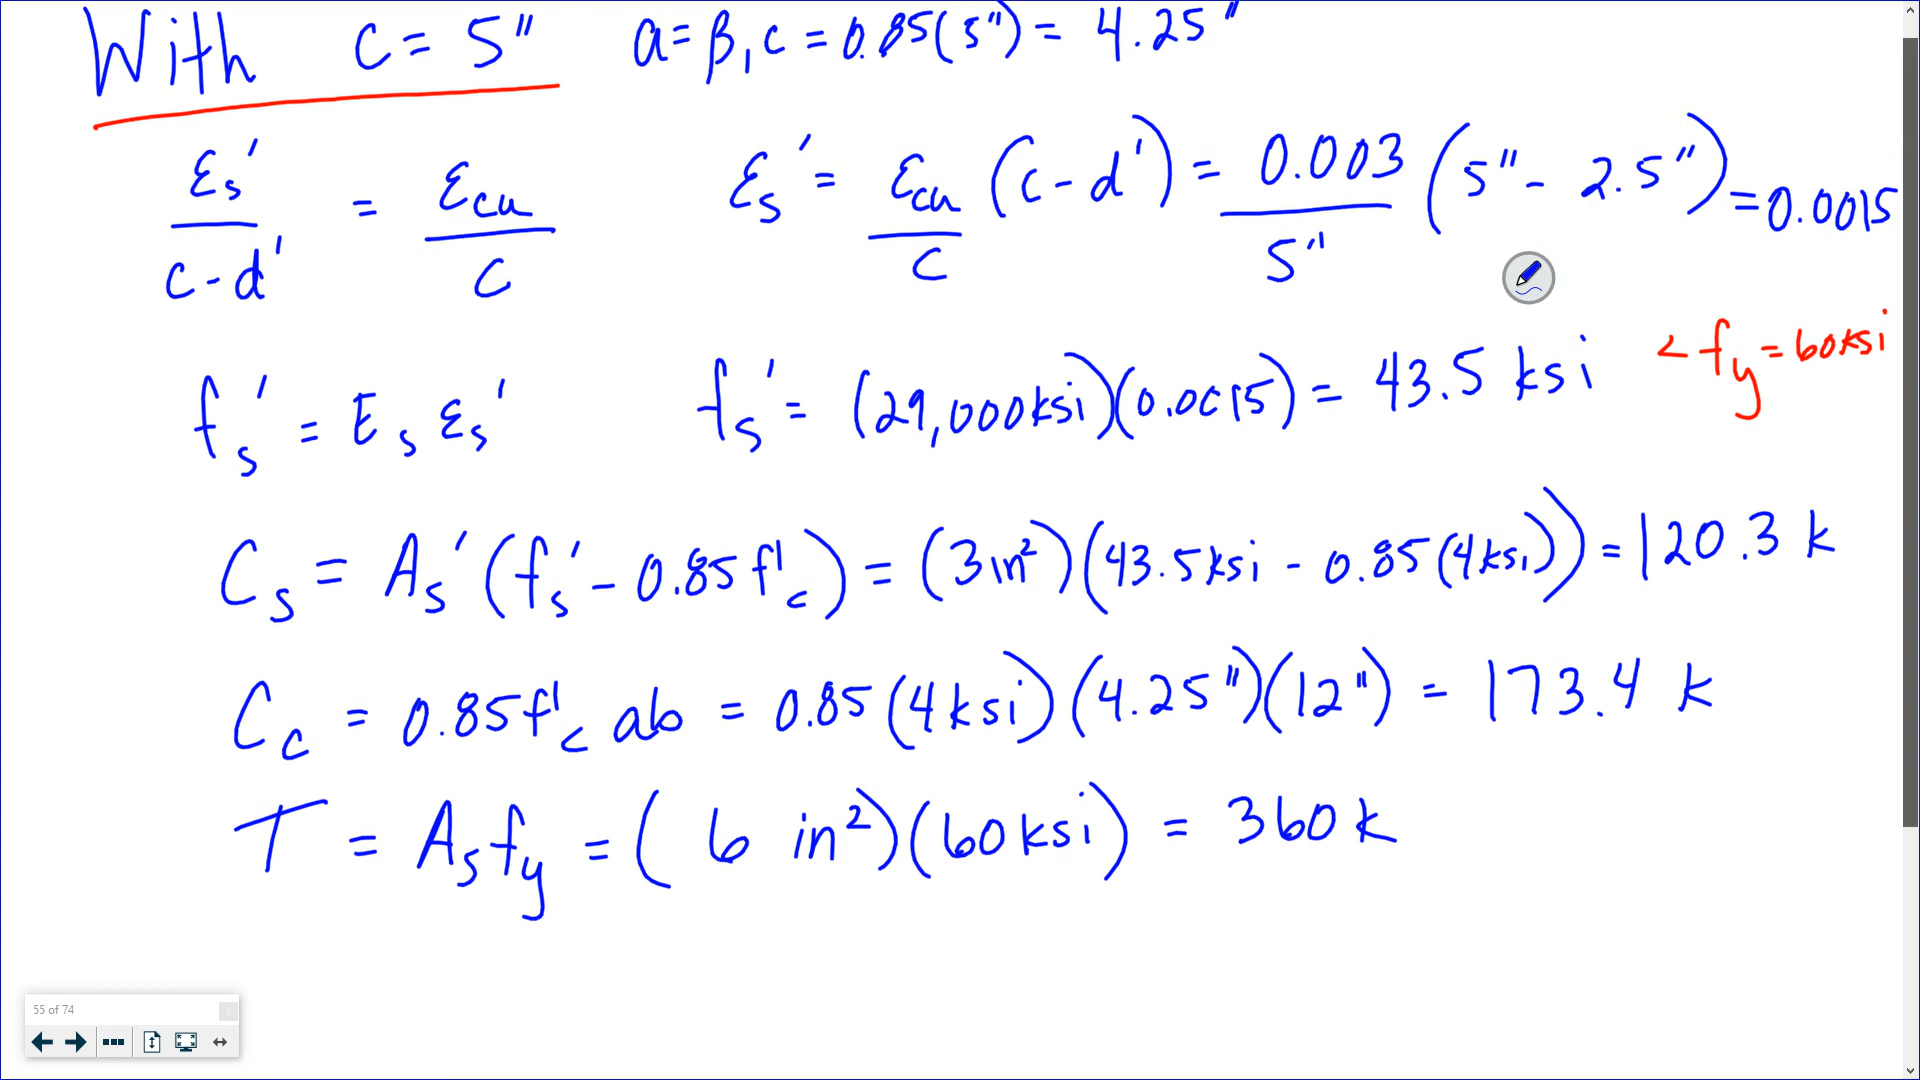 With c = 5" a = β₁c = 0.85(5") = 4.25"
εs'/(c-d') = εcu/c εs' = εcu/c (c-d') = 0.003/5" (5" - 2.5") = 0.0015
fs' = Es εs' fs' = (29,000ksi)(0.0015) = 43.5 ksi < fy = 60ksi
Cs = As'(fs' - 0.85f'c) = (3in²)(43.5ksi - 0.85(4ksi)) = 120.3 k
Cc = 0.85f'c ab = 0.85(4ksi)(4.25")(12") = 173.4 k
T = As fy = (6 in²)(60ksi) = 360k
55 of 74